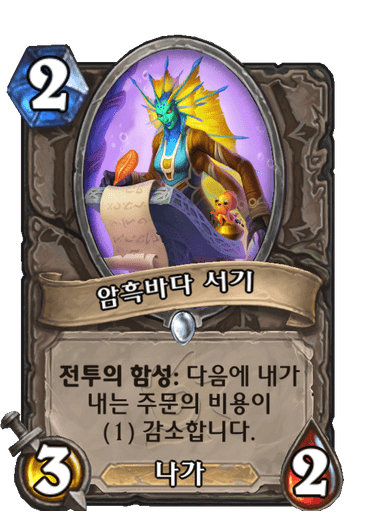 2
암흑바다 서기
전투의 함성: 다음에 내가
내는 주문의 비용이
(1) 감소합니다.
3
나가
2